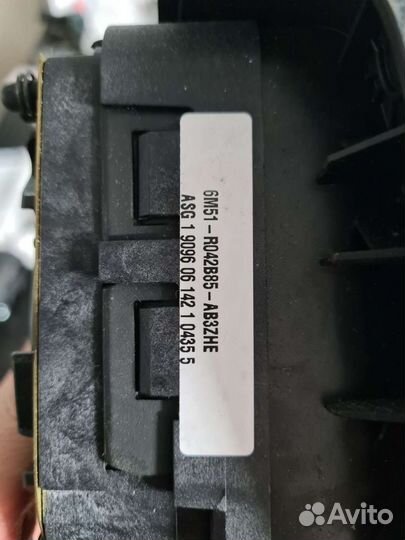 6M51-R042B85-AB3ZHE
ASG 1 9096 06 142 1 0435 5
Avito